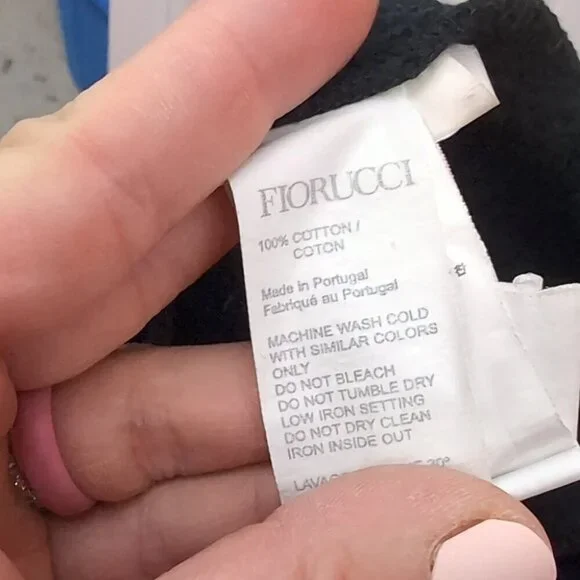 FIORUCCI
100% COTTON /
COTON
Made in Portugal
Fabriqué au Portugal
MACHINE WASH COLD
WITH SIMILAR COLORS
ONLY
DO NOT BLEACH
DO NOT TUMBLE DRY
LOW IRON SETTING
DO NOT DRY CLEAN
IRON INSIDE OUT
30°